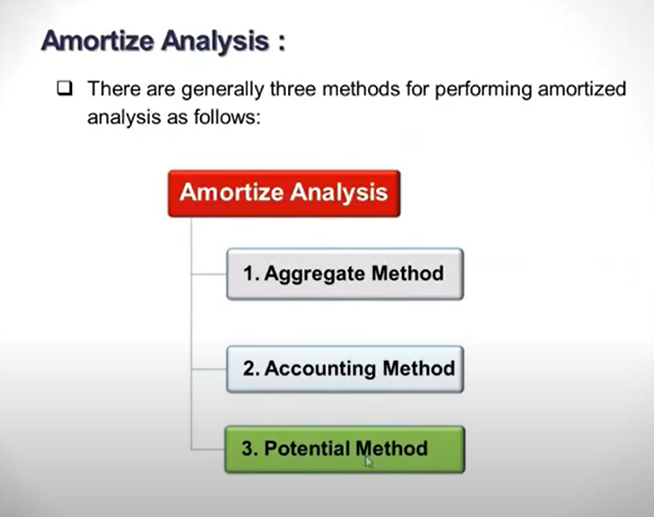 Amortize Analysis :
❑ There are generally three methods for performing amortized
analysis as follows:
Amortize Analysis
1. Aggregate Method
2. Accounting Method
3. Potential Method